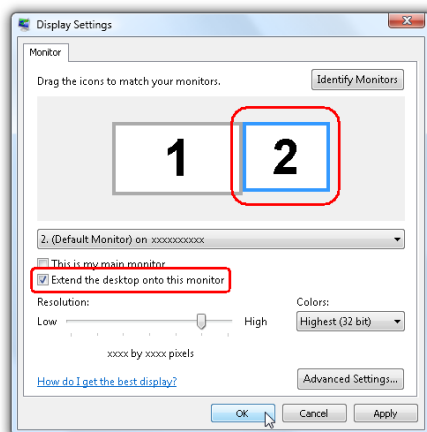 Display Settings
Monitor
Drag the icons to match your monitors.
Identify Monitors
1
2
2. (Default Monitor) on xxxxxxxxxx
This is my main monitor
Extend the desktop onto this monitor
Resolution:
Colors:
Low
High
Highest (32 bit)
xxxx by xxxx pixels
How do I get the best display?
Advanced Settings...
OK
Cancel
Apply